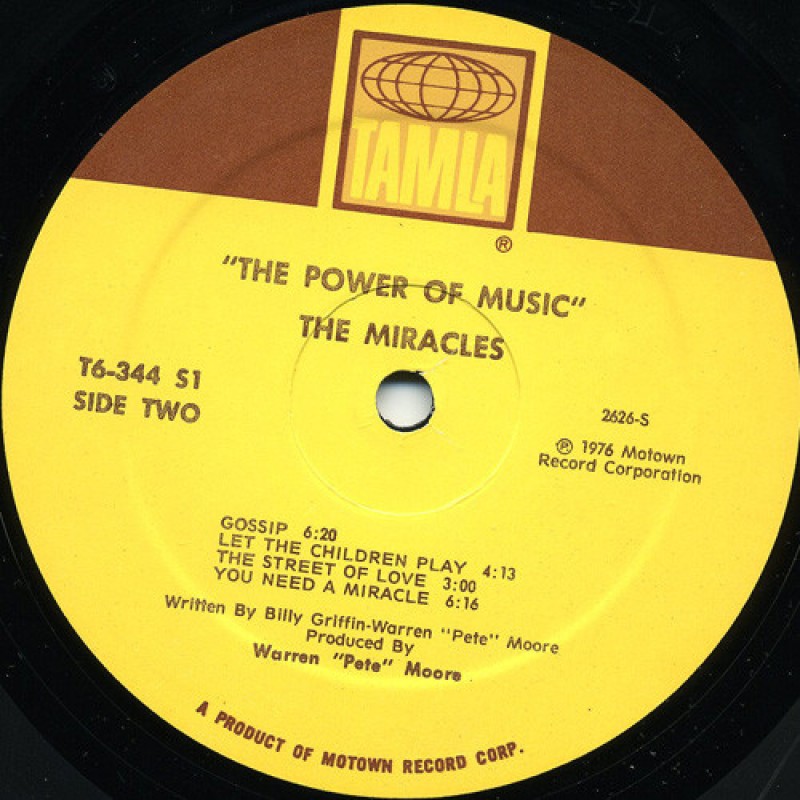 TAMLA
®
"THE POWER OF MUSIC"
THE MIRACLES
T6-344 S1
SIDE TWO
2626-S
℗ 1976 Motown
Record Corporation
GOSSIP 6:20
LET THE CHILDREN PLAY 4:13
THE STREET OF LOVE 3:00
YOU NEED A MIRACLE 6:16
Written By Billy Griffin-Warren "Pete" Moore
Produced By
Warren "Pete" Moore
A PRODUCT OF MOTOWN RECORD CORP.